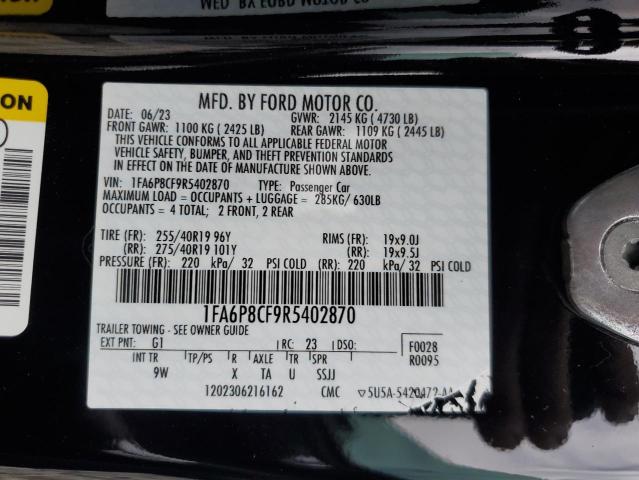 ON
MFD. BY FORD MOTOR CO.
DATE: 06/23 GVWR: 2145 KG ( 4730 LB)
FRONT GAWR: 1100 KG ( 2425 LB) REAR GAWR: 1109 KG ( 2445 LB)
THIS VEHICLE CONFORMS TO ALL APPLICABLE FEDERAL MOTOR
VEHICLE SAFETY, BUMPER, AND THEFT PREVENTION STANDARDS
IN EFFECT ON THE DATE OF MANUFACTURE SHOWN ABOVE.
VIN: 1FA6P8CF9R5402870 TYPE: Passenger Car
MAXIMUM LOAD = OCCUPANTS + LUGGAGE = 285KG/ 630LB
OCCUPANTS = 4 TOTAL; 2 FRONT, 2 REAR
TIRE (FR): 255/40R19 96Y RIMS (FR): 19x9.0J
(RR): 275/40R19 101Y (RR): 19x9.5J
PRESSURE (FR): 220 kPa/ 32 PSI COLD (RR): 220 kPa/ 32 PSI COLD
1FA6P8CF9R5402870
TRAILER TOWING - SEE OWNER GUIDE
EXT PNT: G1 RC: 23 DSO: F0028
INT TR TP/PS R AXLE TR SPR R0095
9W X TA U SSJJ
1202306216162 CMC ▽5U5A-5420472-AA